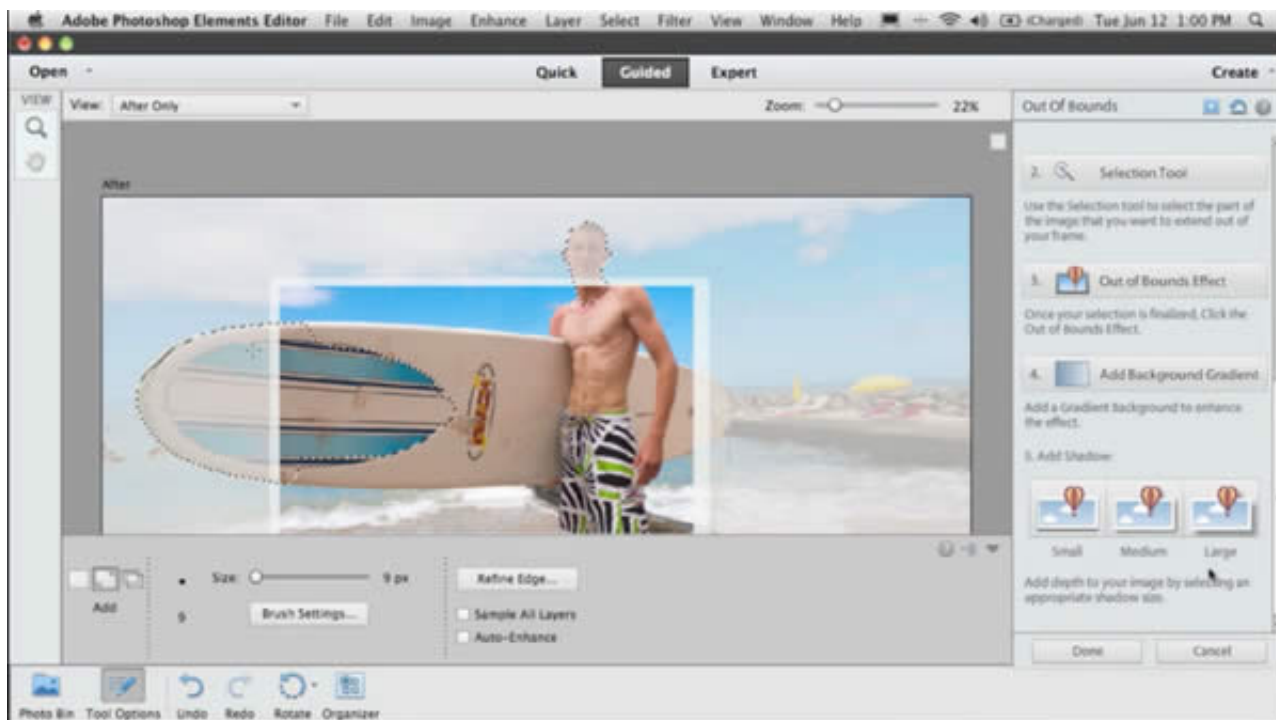 Adobe Photoshop Elements Editor File Edit Image Enhance Layer Select Filter View Window Help (Charged) Tue Jun 12 1:00 PM
Open Quick Guided Expert Create
VIEW View: After Only Zoom: 22% Out Of Bounds
After
2. Selection Tool
Use the Selection tool to select the part of
the image that you want to extend out of
your frame.
3. Out of Bounds Effect
Once your selection is finalized, Click the
Out of Bounds Effect.
4. Add Background Gradient
Add a Gradient Background to enhance
the effect.
5. Add Shadow:
Small Medium Large
Add depth to your image by selecting an
appropriate shadow size.
Done Cancel
Size: 9 px Refine Edge...
Add 9 Brush Settings... Sample All Layers
Auto-Enhance
Photo Bin Tool Options Undo Redo Rotate Organizer